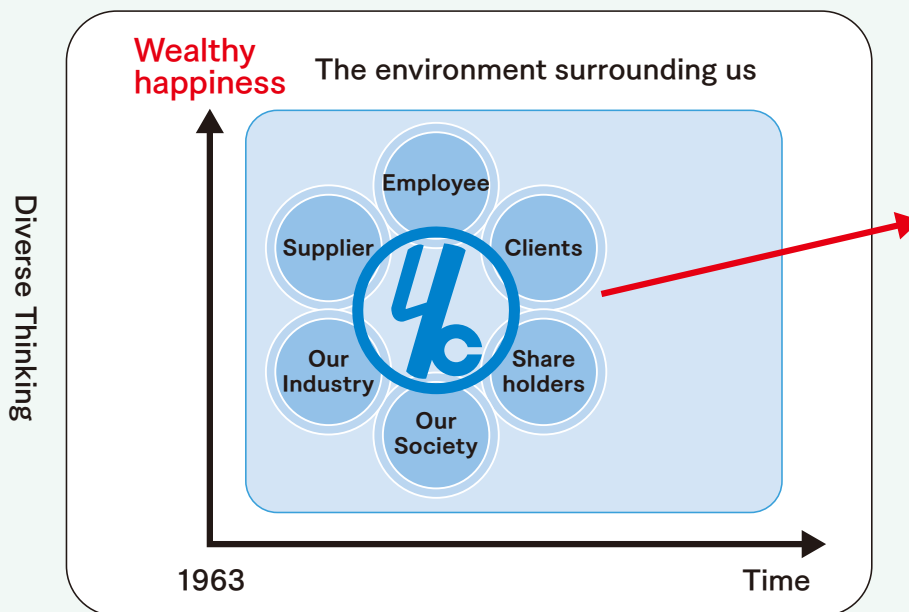 Wealthy
happiness
The environment surrounding us
Diverse Thinking
Employee
Supplier
Clients
Our
Industry
Share
holders
Our
Society
1963
Time